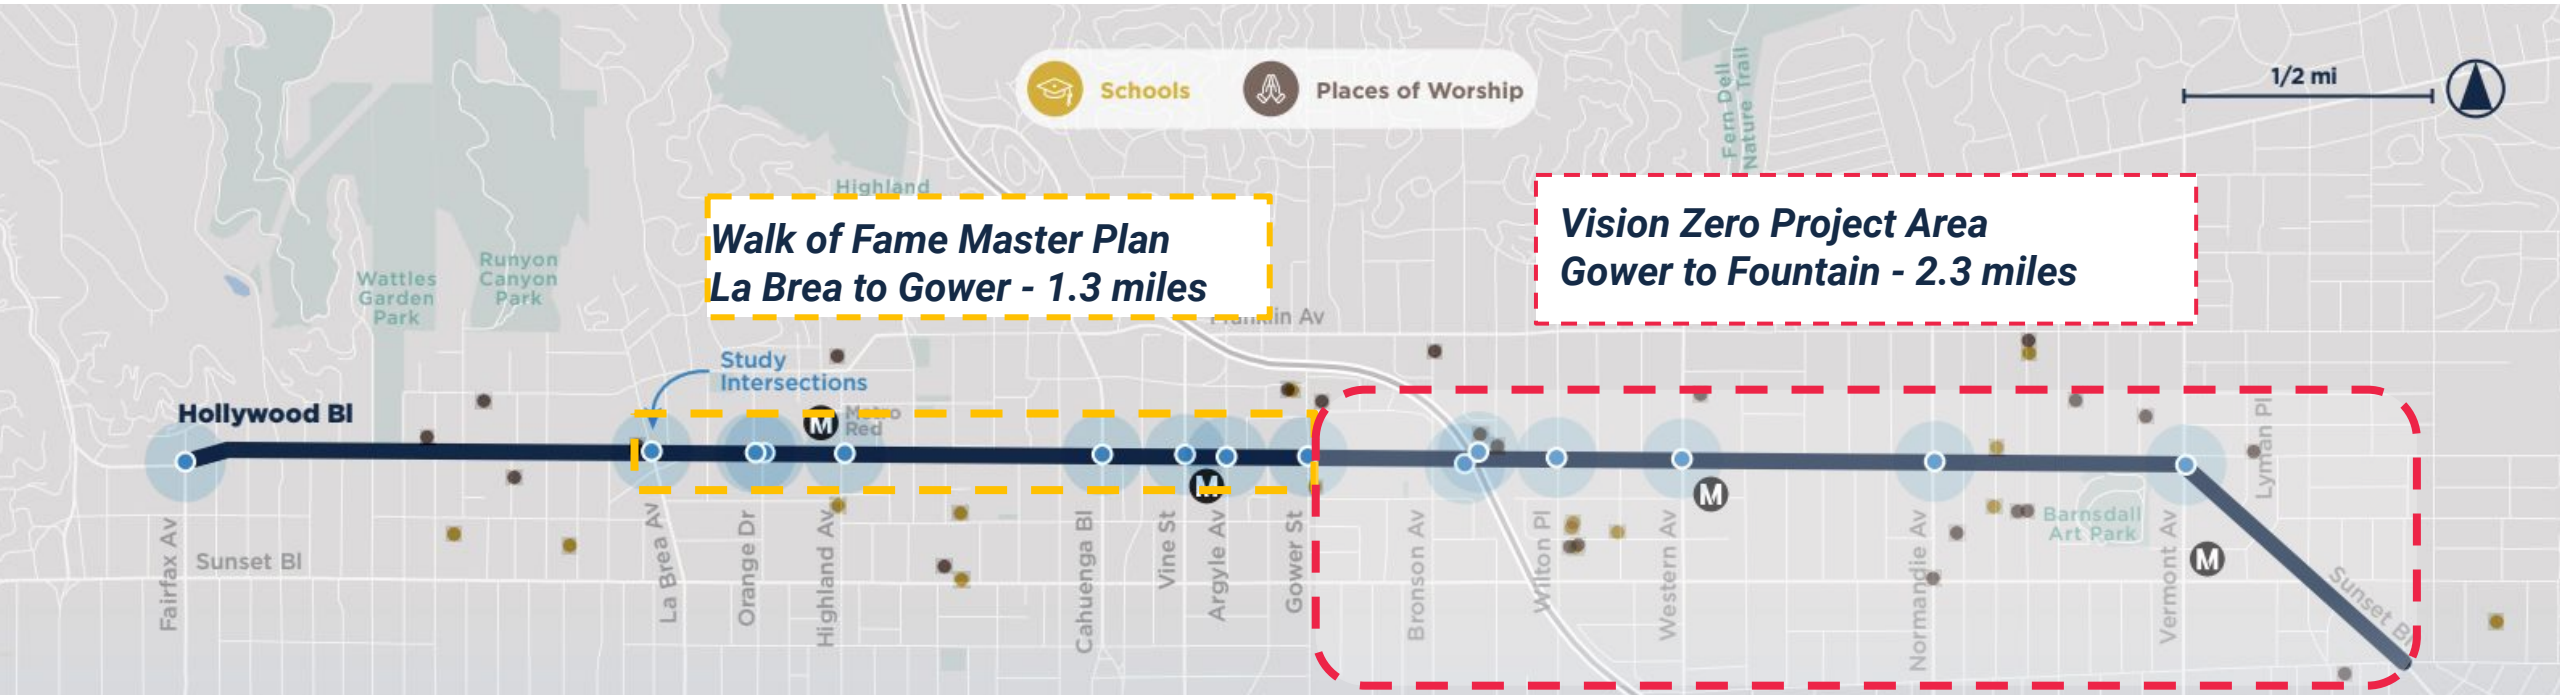 Schools
Places of Worship
Fern Dell
Nature Trail
1/2 mi
Highland
Walk of Fame Master Plan
La Brea to Gower - 1.3 miles
Vision Zero Project Area
Gower to Fountain - 2.3 miles
Wattles
Garden
Park
Runyon
Canyon
Park
Franklin Av
Study
Intersections
Hollywood Bl
M
Metro
Red
M
M
M
Fairfax Av
Sunset Bl
La Brea Av
Orange Dr
Highland Av
Cahuenga Bl
Vine St
Argyle Av
Gower St
Bronson Av
Wilton Pl
Western Av
Normandie Av
Barnsdall
Art Park
Vermont Av
Lyman Pl
Sunset Bl